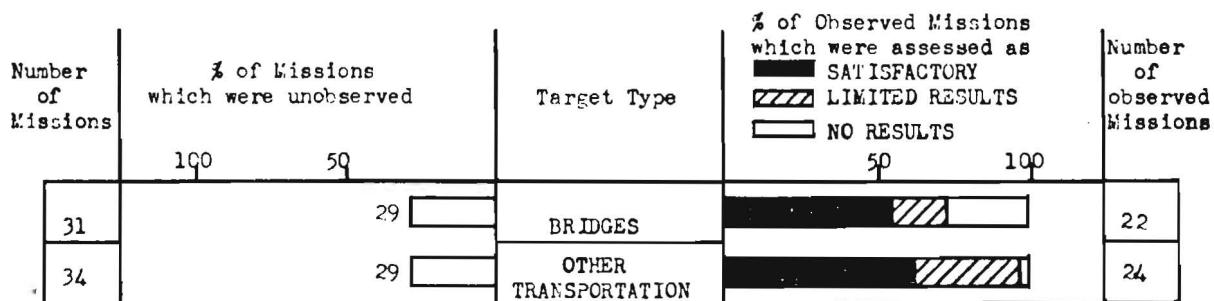 Number
of
Missions
% of Missions
which were unobserved
Target Type
% of Observed Missions
which were assessed as
SATISFACTORY
LIMITED RESULTS
NO RESULTS
Number
of
observed
Missions
100 50 50 100
31 29 BRIDGES 22
34 29 OTHER
TRANSPORTATION 24